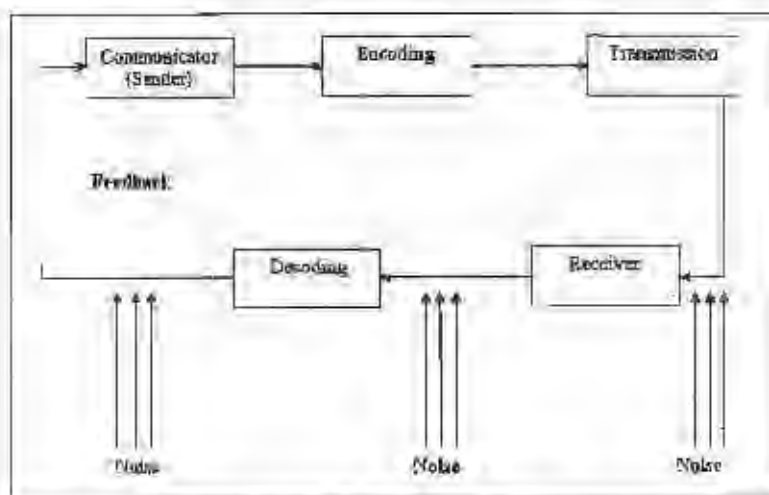 Communicator
(Sender)
Encoding
Transmission
Feedback
Decoding
Receiver
Noise
Noise
Noise